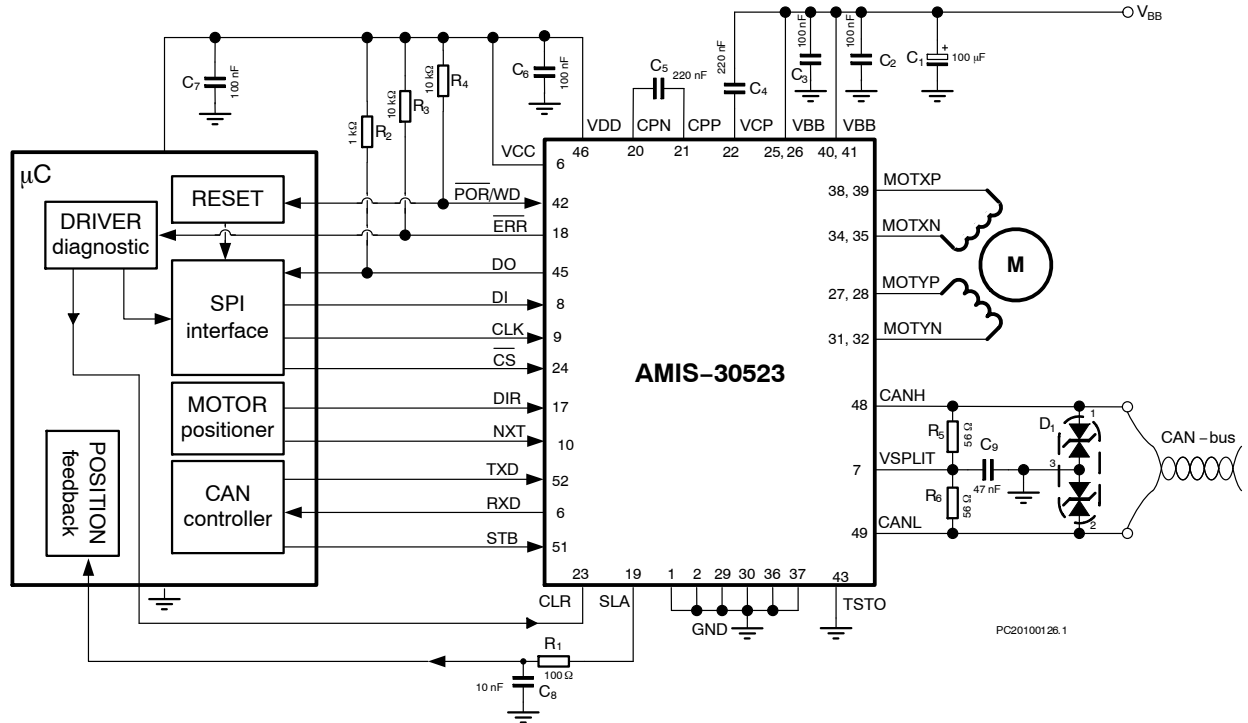 V_BB
C7
100 nF
1 kΩ
R2
10 kΩ
R3
10 kΩ
R4
C6
100 nF
C5
220 nF
220 nF
C4
100 nF
C3
100 nF
C2
C1
+
100 µF
VDD
CPN
CPP
VCP
VBB
VBB
VCC
6
46
20
21
22
25, 26
40, 41
µC
RESET
DRIVER
diagnostic
SPI
interface
MOTOR
positioner
CAN
controller
POSITION
feedback
POR/WD
42
ERR
18
DO
45
DI
8
CLK
9
CS
24
DIR
17
NXT
10
TXD
52
RXD
6
STB
51
AMIS−30523
38, 39
MOTXP
34, 35
MOTXN
27, 28
MOTYP
31, 32
MOTYN
M
48
CANH
7
VSPLIT
49
CANL
R5
56 Ω
R6
56 Ω
C9
47 nF
D1
1
3
2
CAN −bus
23
19
1
2
29
30
36
37
43
CLR
SLA
GND
TSTO
R1
100 Ω
10 nF
C8
PC20100126.1